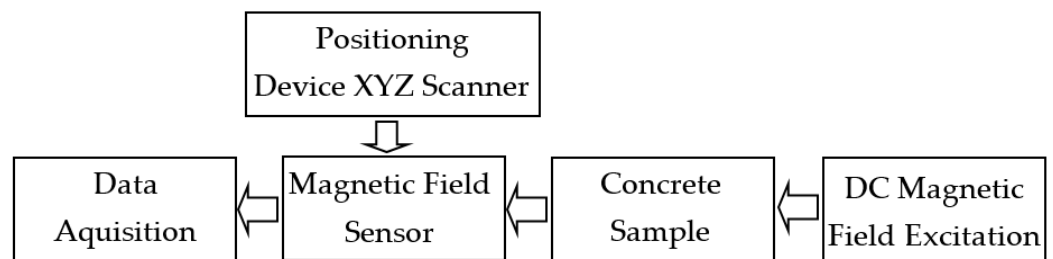 Positioning
Device XYZ Scanner
Data
Aquisition
Magnetic Field
Sensor
Concrete
Sample
DC Magnetic
Field Excitation